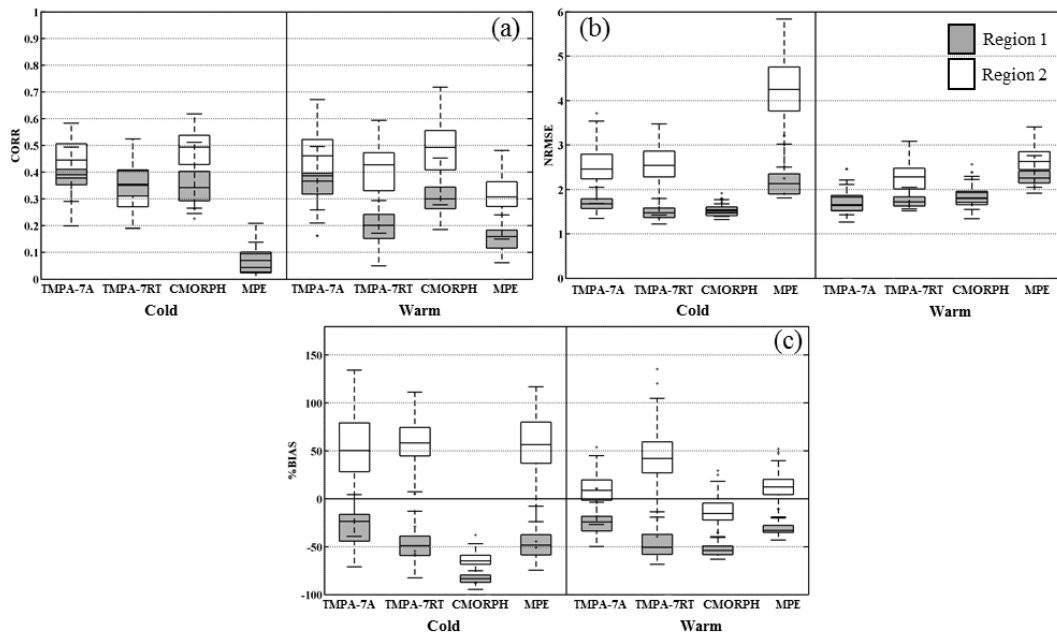 (a)
CORR
1
0.9
0.8
0.7
0.6
0.5
0.4
0.3
0.2
0.1
0
TMPA-7A TMPA-7RT CMORPH MPE TMPA-7A TMPA-7RT CMORPH MPE
Cold Warm
(b)
Region 1
Region 2
NRMSE
6
5
4
3
2
1
0
TMPA-7A TMPA-7RT CMORPH MPE TMPA-7A TMPA-7RT CMORPH MPE
Cold Warm
(c)
%BIAS
150
100
50
0
-50
-100
TMPA-7A TMPA-7RT CMORPH MPE TMPA-7A TMPA-7RT CMORPH MPE
Cold Warm